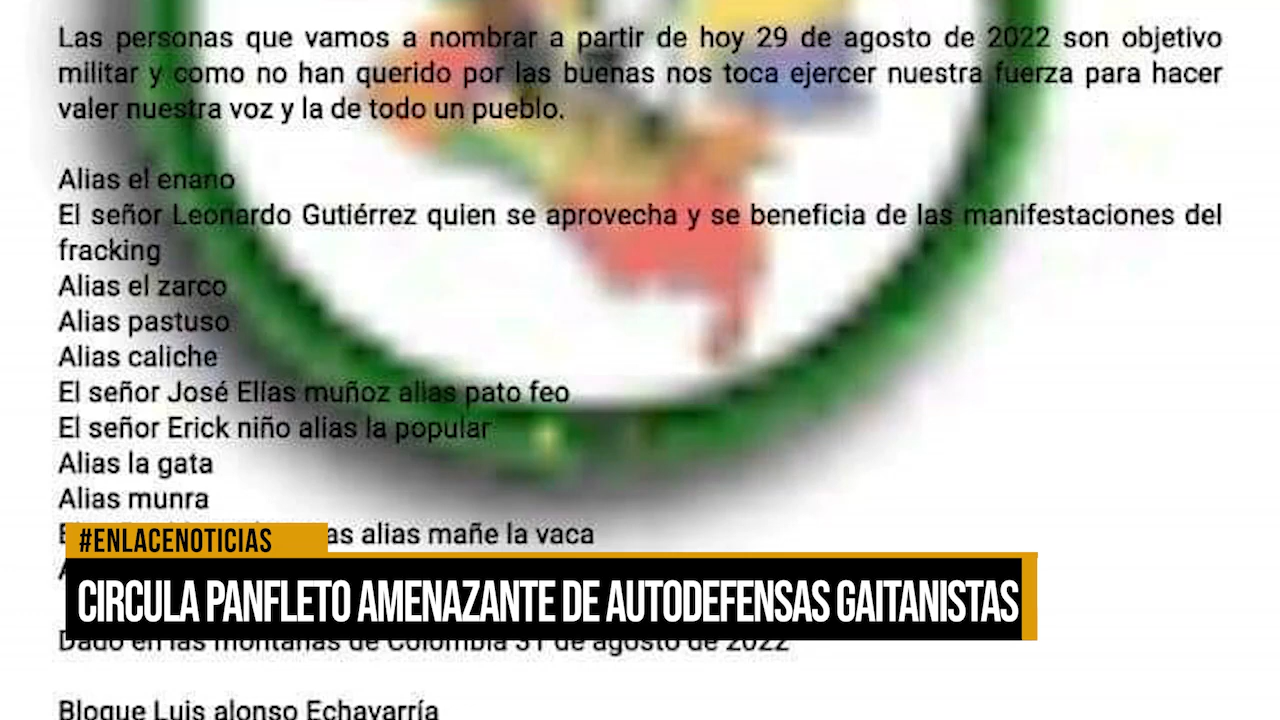 Las personas que vamos a nombrar a partir de hoy 29 de agosto de 2022 son objetivo
militar y como no han querido por las buenas nos toca ejercer nuestra fuerza para hacer
valer nuestra voz y la de todo un pueblo.
Alias el enano
El señor Leonardo Gutiérrez quien se aprovecha y se beneficia de las manifestaciones del
fracking
Alias el zarco
Alias pastuso
Alias caliche
El señor José Elías muñoz alias pato feo
El señor Erick niño alias la popular
Alias la gata
Alias munra
alias mañe la vaca
#ENLACENOTICIAS
CIRCULA PANFLETO AMENAZANTE DE AUTODEFENSAS GAITANISTAS
Dado en las montañas de Colombia 31 de agosto de 2022
Bloque Luis alonso Echavarría